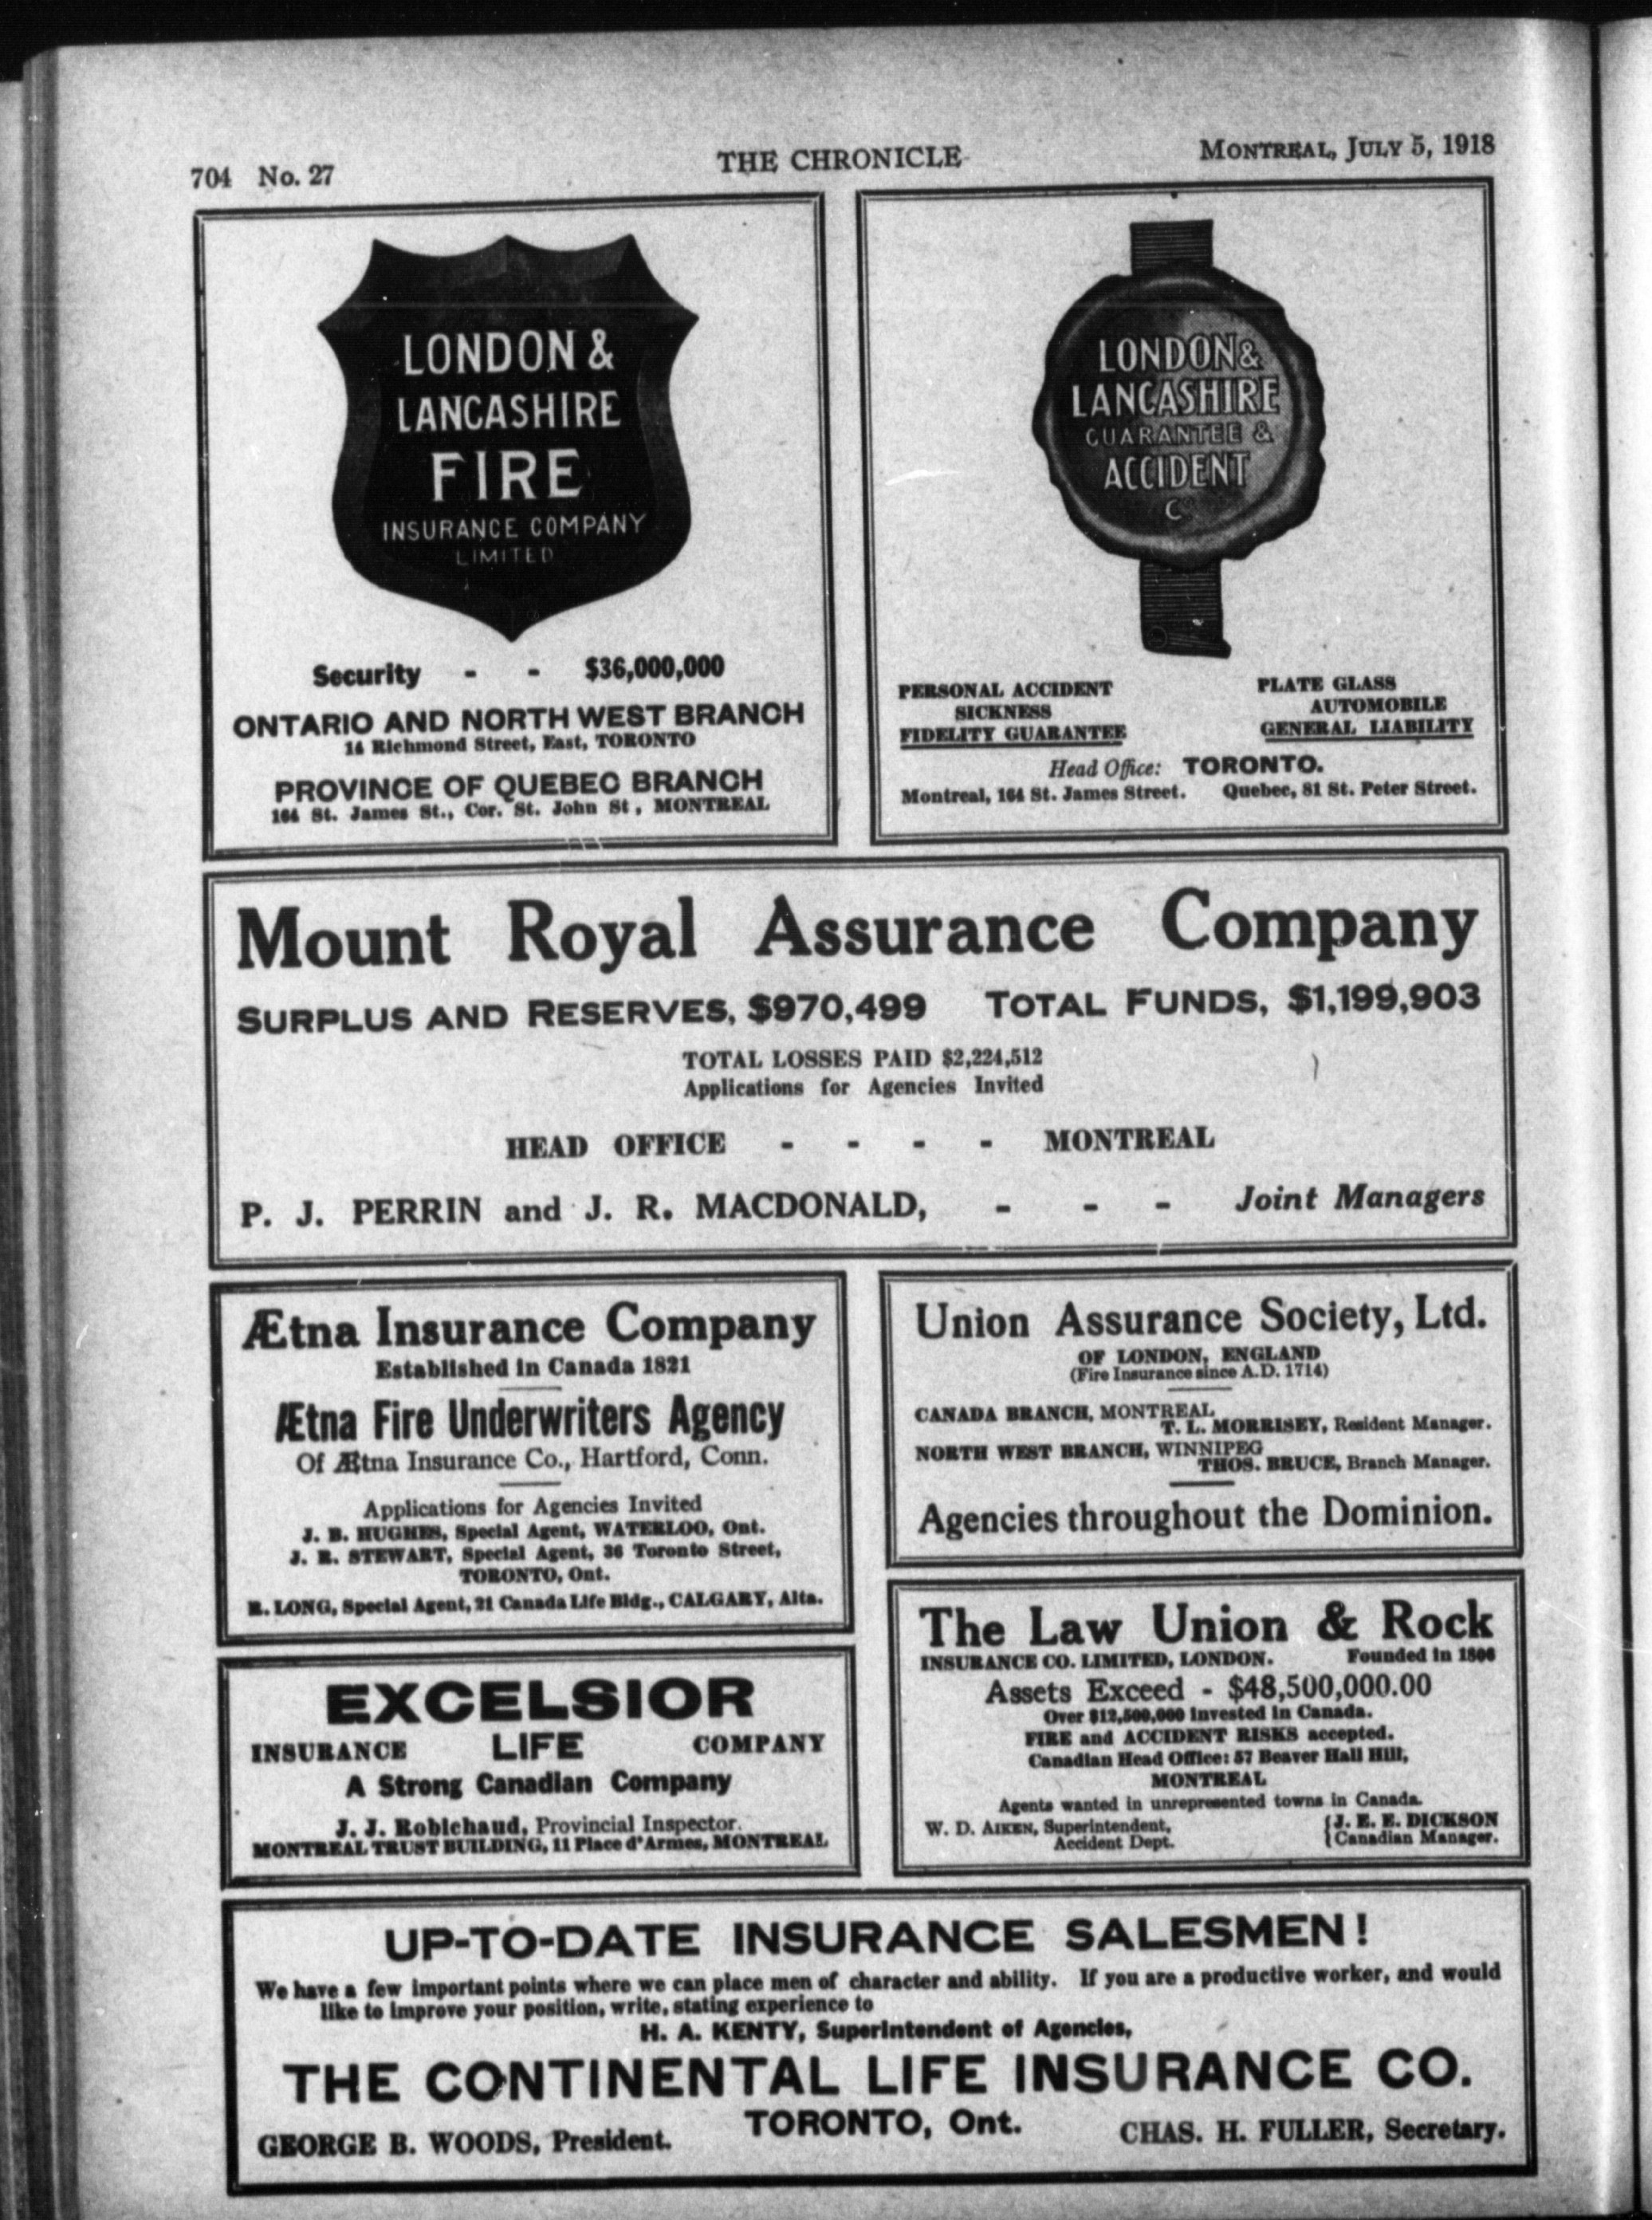 704 No. 27
THE CHRONICLE
MONTREAL, JULY 5, 1918
LONDON &
LANCASHIRE
FIRE
INSURANCE COMPANY
LIMITED
Security - - $36,000,000
ONTARIO AND NORTH WEST BRANCH
14 Richmond Street, East, TORONTO
PROVINCE OF QUEBEC BRANCH
164 St. James St., Cor. St. John St, MONTREAL
LONDON &
LANCASHIRE
GUARANTEE &
ACCIDENT
Co
PERSONAL ACCIDENT
SICKNESS
FIDELITY GUARANTEE
PLATE GLASS
AUTOMOBILE
GENERAL LIABILITY
Head Office: TORONTO.
Montreal, 164 St. James Street. Quebec, 81 St. Peter Street.
Mount Royal Assurance Company
SURPLUS AND RESERVES, $970,499 TOTAL FUNDS, $1,199,903
TOTAL LOSSES PAID $2,224,512
Applications for Agencies Invited
HEAD OFFICE - - - - MONTREAL
P. J. PERRIN and J. R. MACDONALD, - - - Joint Managers
Ætna Insurance Company
Established in Canada 1821
Ætna Fire Underwriters Agency
Of Ætna Insurance Co., Hartford, Conn.
Applications for Agencies Invited
J. B. HUGHES, Special Agent, WATERLOO, Ont.
J. R. STEWART, Special Agent, 36 Toronto Street,
TORONTO, Ont.
R. LONG, Special Agent, 21 Canada Life Bldg., CALGARY, Alta.
Union Assurance Society, Ltd.
OF LONDON, ENGLAND
(Fire Insurance since A.D. 1714)
CANADA BRANCH, MONTREAL
T. L. MORRISEY, Resident Manager.
NORTH WEST BRANCH, WINNIPEG
THOS. BRUCE, Branch Manager.
Agencies throughout the Dominion.
EXCELSIOR
INSURANCE LIFE COMPANY
A Strong Canadian Company
J. J. Robichaud, Provincial Inspector.
MONTREAL TRUST BUILDING, 11 Place d'Armes, MONTREAL
The Law Union & Rock
INSURANCE CO. LIMITED, LONDON. Founded in 1806
Assets Exceed - $48,500,000.00
Over $12,500,000 Invested in Canada.
FIRE and ACCIDENT RISKS accepted.
Canadian Head Office: 57 Beaver Hall Hill,
MONTREAL
Agents wanted in unrepresented towns in Canada.
W. D. AIKEN, Superintendent,
Accident Dept.
J. E. E. DICKSON
Canadian Manager.
UP-TO-DATE INSURANCE SALESMEN!
We have a few important points where we can place men of character and ability. If you are a productive worker, and would
like to improve your position, write, stating experience to
H. A. KENTY, Superintendent of Agencies,
THE CONTINENTAL LIFE INSURANCE CO.
TORONTO, Ont.
GEORGE B. WOODS, President.
CHAS. H. FULLER, Secretary.